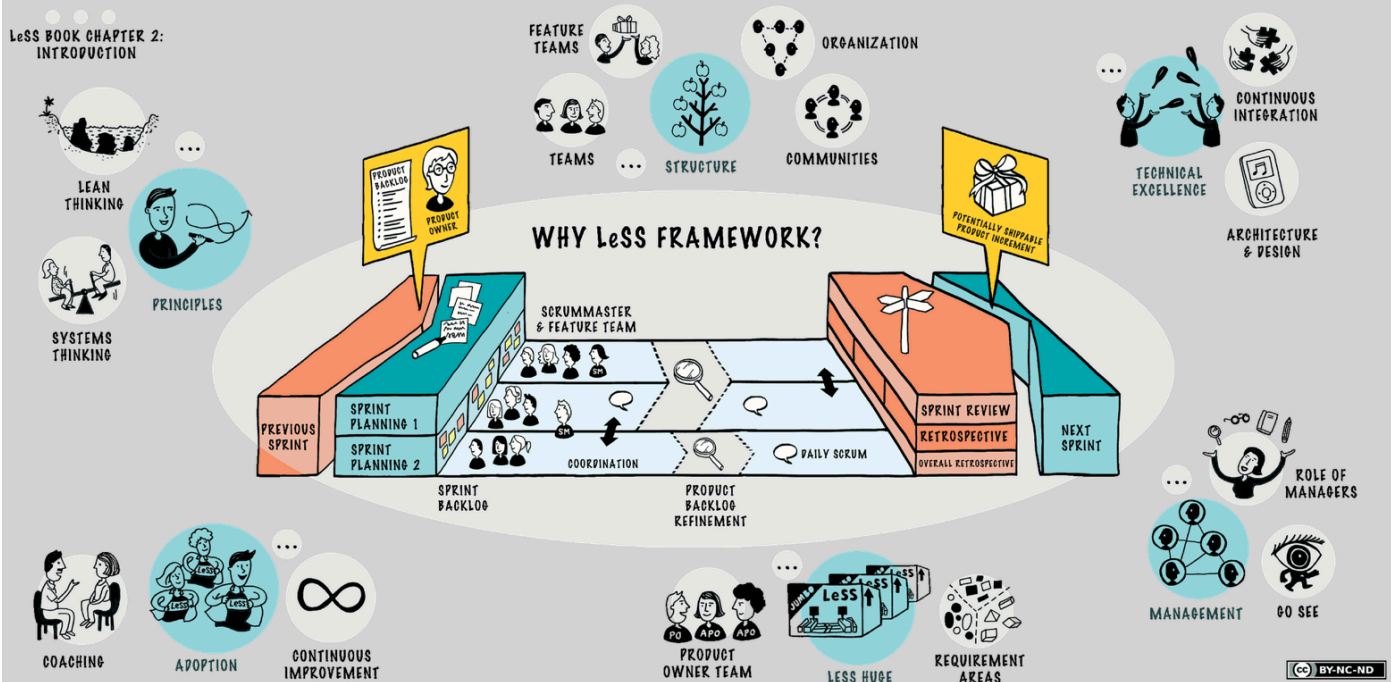 LeSS BOOK CHAPTER 2:
INTRODUCTION
LEAN
THINKING
PRINCIPLES
SYSTEMS
THINKING
FEATURE
TEAMS
ORGANIZATION
TEAMS
STRUCTURE
COMMUNITIES
CONTINUOUS
INTEGRATION
TECHNICAL
EXCELLENCE
ARCHITECTURE
& DESIGN
WHY LeSS FRAMEWORK?
PRODUCT
BACKLOG
PRODUCT
OWNER
POTENTIALLY SHIPPABLE
PRODUCT INCREMENT
SCRUMMASTER
& FEATURE TEAM
SM
SM
PREVIOUS
SPRINT
SPRINT
PLANNING 1
SPRINT
PLANNING 2
COORDINATION
DAILY SCRUM
SPRINT REVIEW
RETROSPECTIVE
OVERALL RETROSPECTIVE
NEXT
SPRINT
SPRINT
BACKLOG
PRODUCT
BACKLOG
REFINEMENT
ROLE OF
MANAGERS
MANAGEMENT
GO SEE
COACHING
LeSS
LeSS
LeSS
ADOPTION
CONTINUOUS
IMPROVEMENT
PO
APO
APO
PRODUCT
OWNER TEAM
JUMBO
LeSS
LeSS
LeSS
LESS HUGE
REQUIREMENT
AREAS
cc BY-NC-ND